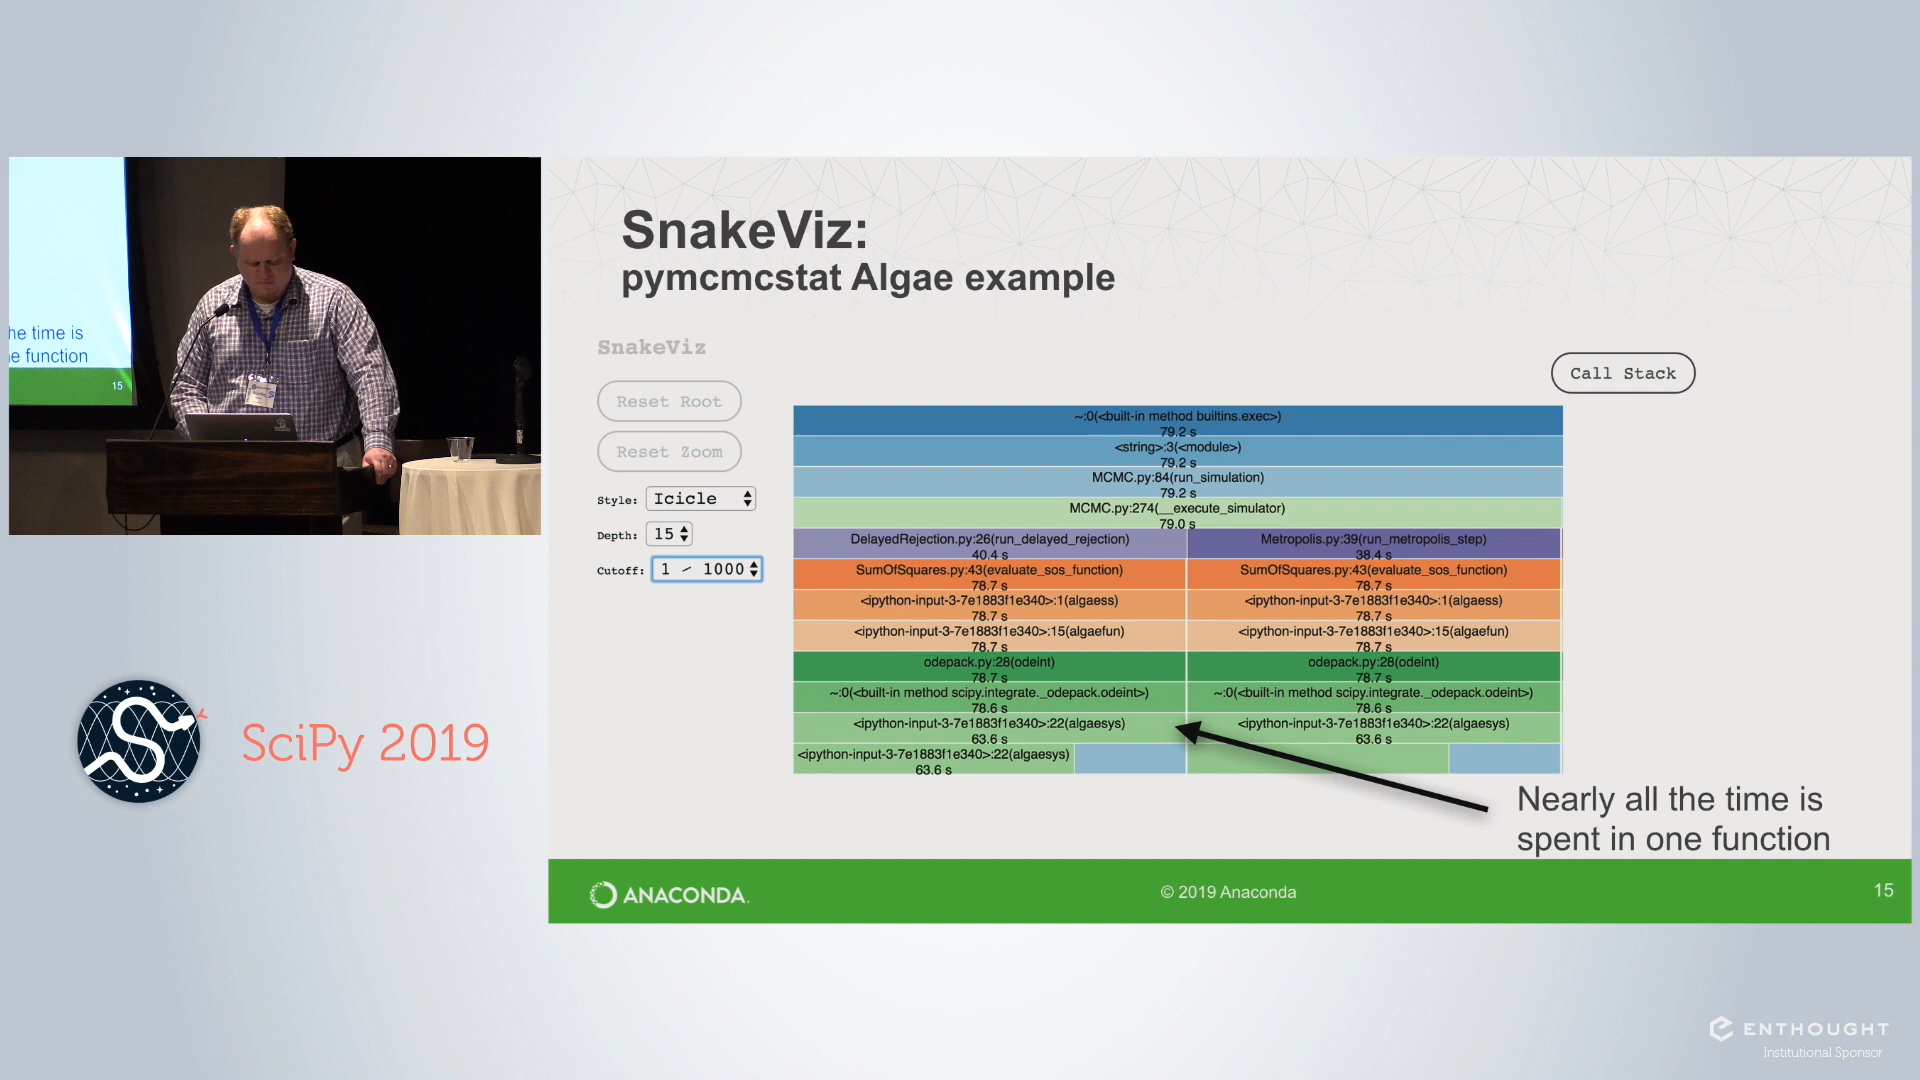 he time is
e function
15
SciPy 2019
SnakeViz:
pymcmcstat Algae example
SnakeViz
Reset Root
Reset Zoom
Style: Icicle
Depth: 15
Cutoff: 1 ⁄ 1000
Call Stack
~:0(<built-in method builtins.exec>)
79.2 s
<string>:3(<module>)
79.2 s
MCMC.py:84(run_simulation)
79.2 s
MCMC.py:274(__execute_simulator)
79.0 s
DelayedRejection.py:26(run_delayed_rejection) Metropolis.py:39(run_metropolis_step)
40.4 s 38.4 s
SumOfSquares.py:43(evaluate_sos_function) SumOfSquares.py:43(evaluate_sos_function)
78.7 s 78.7 s
<ipython-input-3-7e1883f1e340>:1(algaess) <ipython-input-3-7e1883f1e340>:1(algaess)
78.7 s 78.7 s
<ipython-input-3-7e1883f1e340>:15(algaefun) <ipython-input-3-7e1883f1e340>:15(algaefun)
78.7 s 78.7 s
odepack.py:28(odeint) odepack.py:28(odeint)
78.7 s 78.7 s
~:0(<built-in method scipy.integrate._odepack.odeint>) ~:0(<built-in method scipy.integrate._odepack.odeint>)
78.6 s 78.6 s
<ipython-input-3-7e1883f1e340>:22(algaesys) <ipython-input-3-7e1883f1e340>:22(algaesys)
63.6 s 63.6 s
<ipython-input-3-7e1883f1e340>:22(algaesys)
63.6 s
Nearly all the time is
spent in one function
ANACONDA.
© 2019 Anaconda
15
ENTHOUGHT
Institutional Sponsor